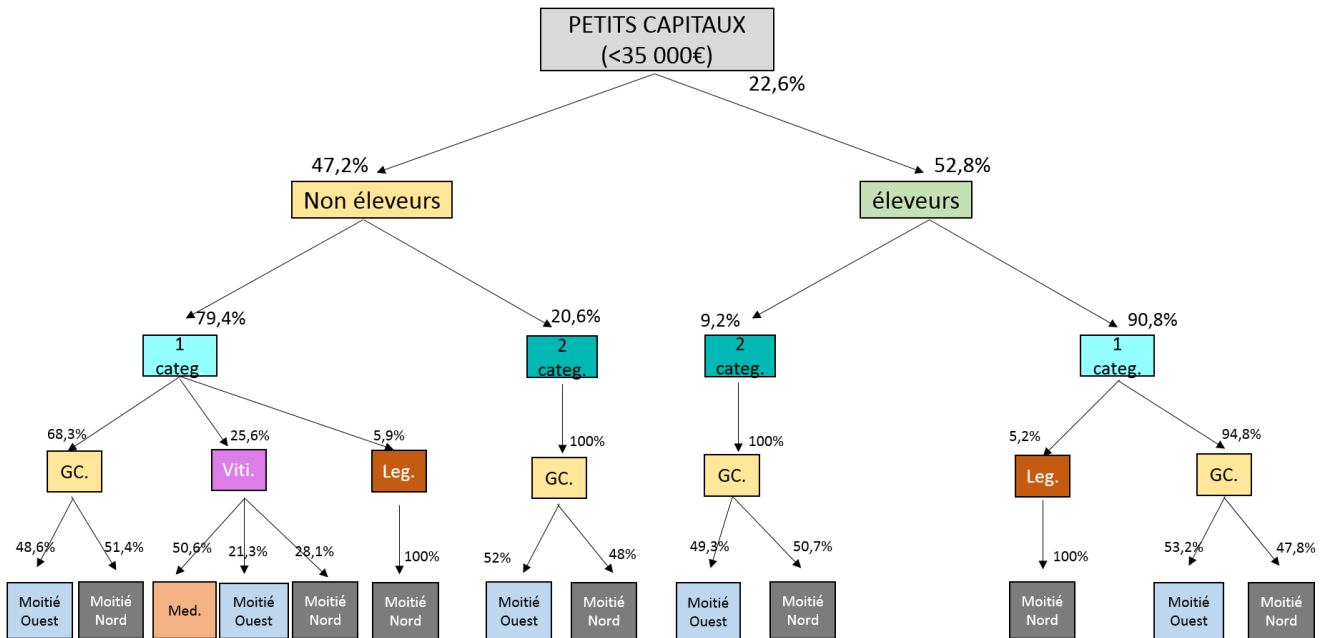 PETITS CAPITAUX
(<35 000€)
22,6%
47,2%
52,8%
Non éleveurs
éleveurs
79,4%
20,6%
9,2%
90,8%
1
categ
2
categ.
2
categ.
1
categ.
68,3%
25,6%
5,9%
100%
100%
5,2%
94,8%
GC.
Viti.
Leg.
GC.
GC.
Leg.
GC.
48,6%
51,4%
50,6%
21,3%
28,1%
100%
52%
48%
49,3%
50,7%
100%
53,2%
47,8%
Moitié
Ouest
Moitié
Nord
Med.
Moitié
Ouest
Moitié
Nord
Moitié
Nord
Moitié
Ouest
Moitié
Nord
Moitié
Ouest
Moitié
Nord
Moitié
Nord
Moitié
Ouest
Moitié
Nord